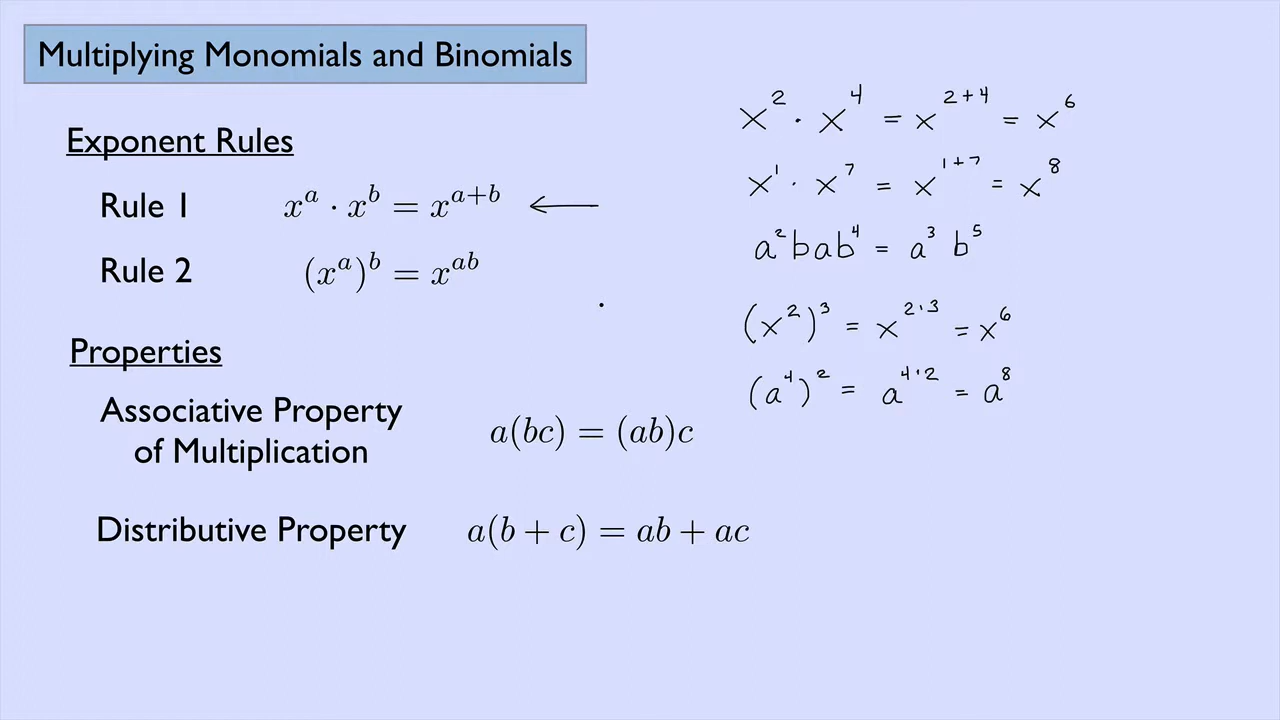 Multiplying Monomials and Binomials
Exponent Rules
Rule 1 x^a · x^b = x^{a+b} ←
Rule 2 (x^a)^b = x^{ab}
Properties
Associative Property
of Multiplication a(bc) = (ab)c
Distributive Property a(b + c) = ab + ac
x^2 · x^4 = x^{2+4} = x^6
x^1 · x^7 = x^{1+7} = x^8
a^2 b a b^4 = a^3 b^5
(x^2)^3 = x^{2·3} = x^6
(a^4)^2 = a^{4·2} = a^8